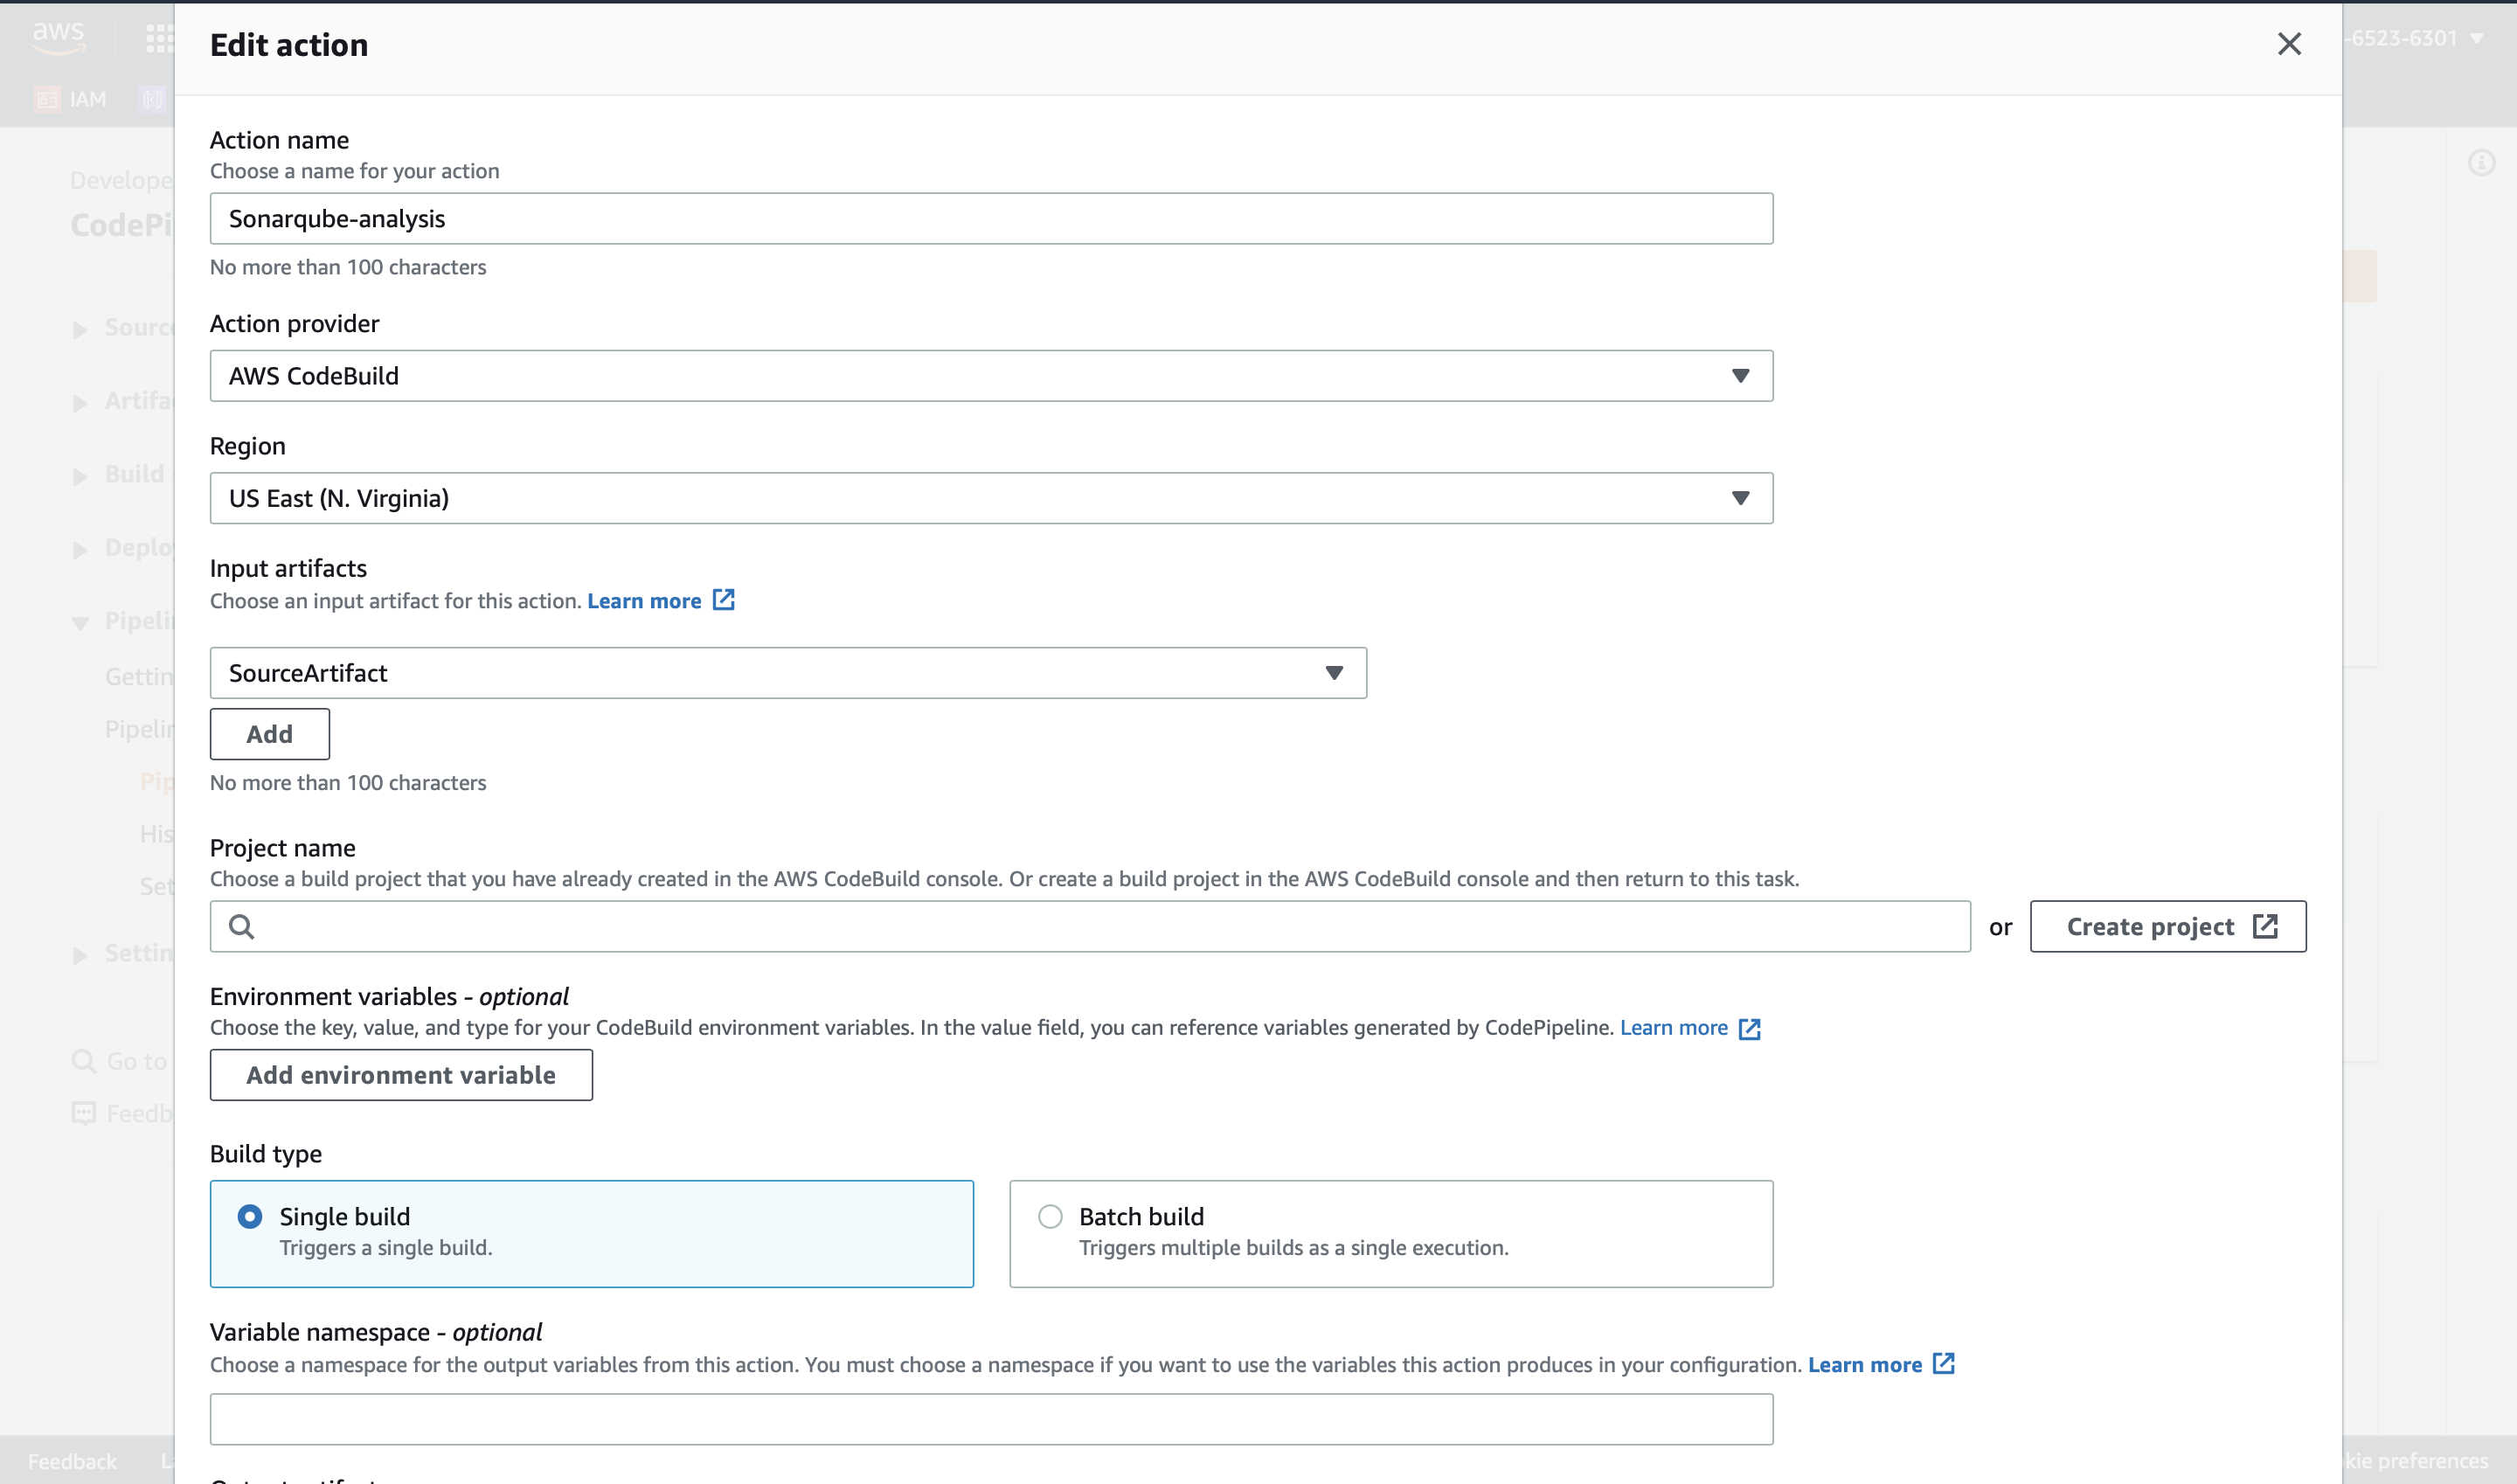 aws
Edit action
-6523-6301
IAM
Action name
Choose a name for your action
Sonarqube-analysis
No more than 100 characters
Action provider
AWS CodeBuild
Region
US East (N. Virginia)
Input artifacts
Choose an input artifact for this action. Learn more
SourceArtifact
Add
No more than 100 characters
Project name
Choose a build project that you have already created in the AWS CodeBuild console. Or create a build project in the AWS CodeBuild console and then return to this task.
or
Create project
Environment variables - optional
Choose the key, value, and type for your CodeBuild environment variables. In the value field, you can reference variables generated by CodePipeline. Learn more
Add environment variable
Build type
Single build
Triggers a single build.
Batch build
Triggers multiple builds as a single execution.
Variable namespace - optional
Choose a namespace for the output variables from this action. You must choose a namespace if you want to use the variables this action produces in your configuration. Learn more
Develope
CodePi
Sourc
Artifa
Build
Deplo
Pipeli
Gettin
Pipelin
Pip
His
Set
Settin
Go to
Feedb
Feedback
kie preferences